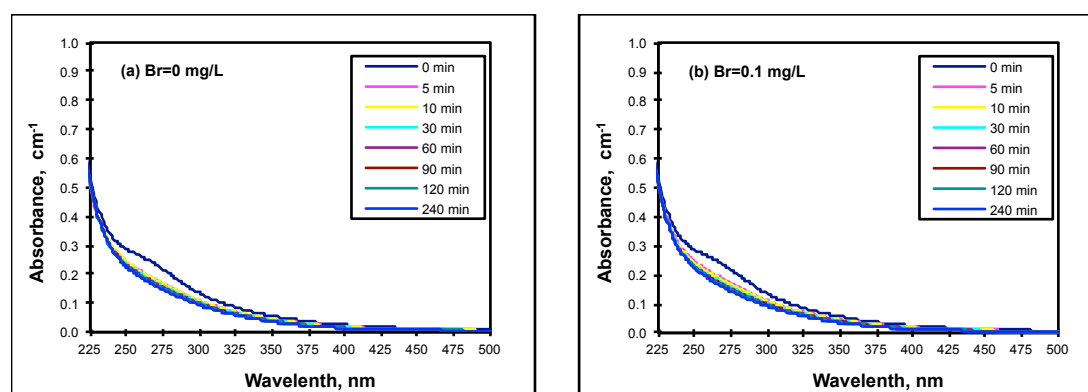 (a) Br=0 mg/L
Absorbance, cm-1
1.0
0.9
0.8
0.7
0.6
0.5
0.4
0.3
0.2
0.1
0.0
0 min
5 min
10 min
30 min
60 min
90 min
120 min
240 min
225 250 275 300 325 350 375 400 425 450 475 500
Wavelenth, nm
(b) Br=0.1 mg/L
Absorbance, cm-1
1.0
0.9
0.8
0.7
0.6
0.5
0.4
0.3
0.2
0.1
0.0
0 min
5 min
10 min
30 min
60 min
90 min
120 min
240 min
225 250 275 300 325 350 375 400 425 450 475 500
Wavelenth, nm